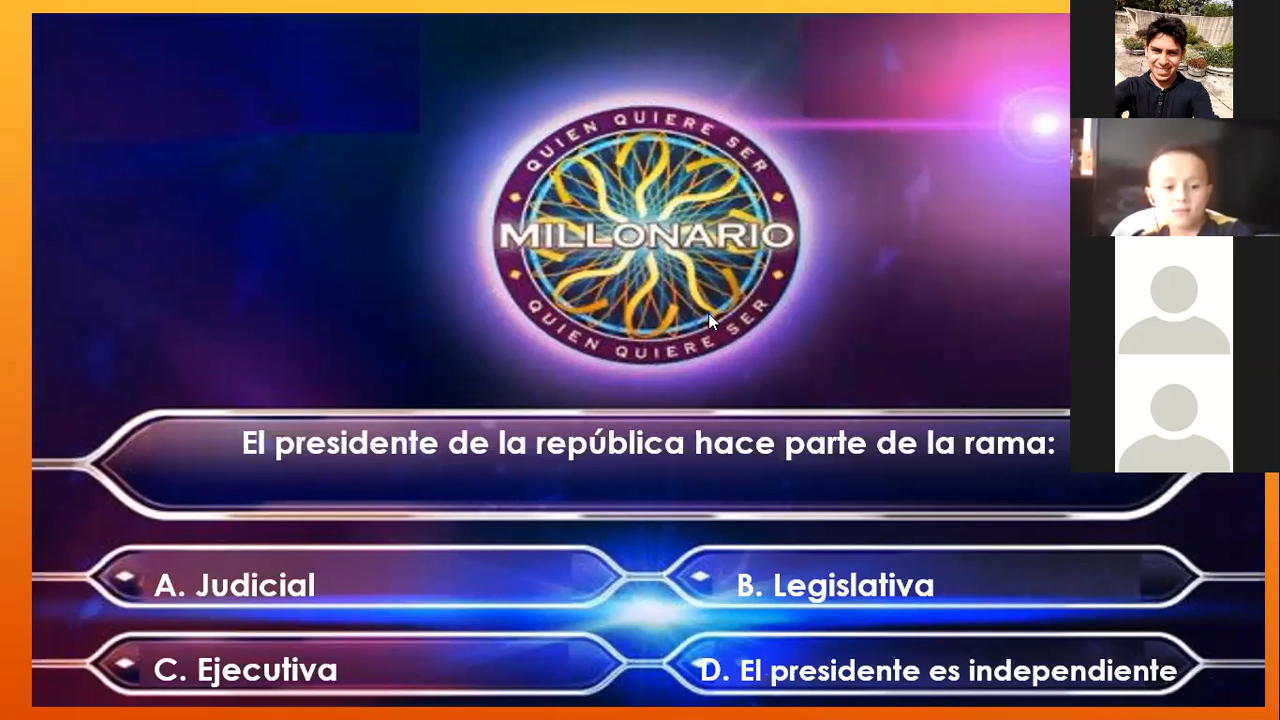 QUIEN QUIERE SER
MILLONARIO
QUIEN QUIERE SER
El presidente de la república hace parte de la rama:
A. Judicial
B. Legislativa
C. Ejecutiva
D. El presidente es independiente